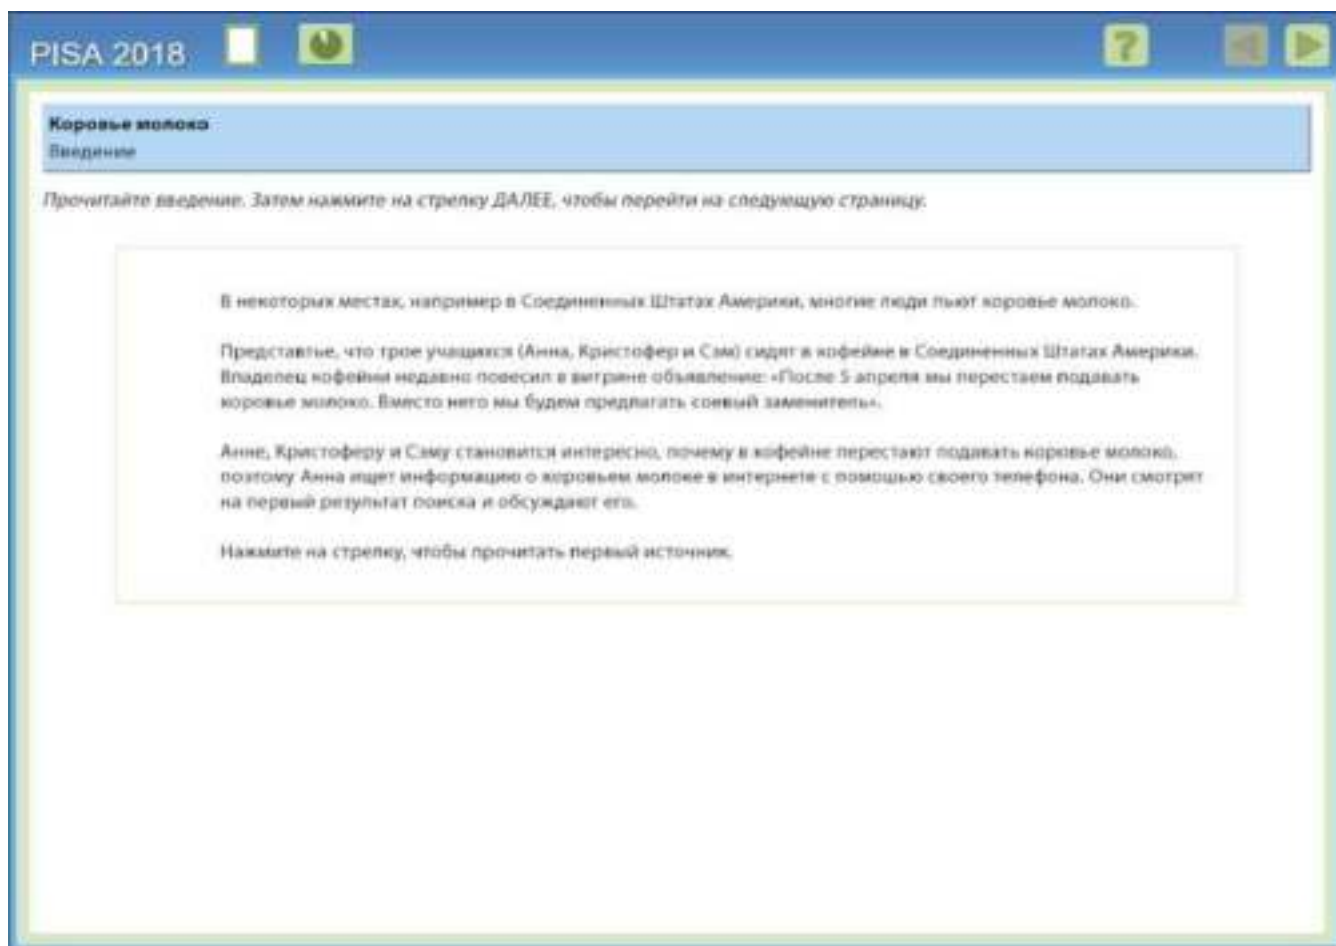 PISA 2018
?
Коровье молоко
Введение
Прочитайте введение. Затем нажмите на стрелку ДАЛЕЕ, чтобы перейти на следующую страницу.
В некоторых местах, например в Соединенных Штатах Америки, многие люди пьют коровье молоко.
Представтье, что трое учащихся (Анна, Кристофер и Сэм) сидят в кофейне в Соединенных Штатах Америки.
Владелец кофейни недавно повесил в витрине объявление: «После 5 апреля мы перестаем подавать
коровье молоко. Вместо него мы будем предлагать соевый заменитель».
Анне, Кристоферу и Сэму становится интересно, почему в кофейне перестают подавать коровье молоко,
поэтому Анна ищет информацию о коровьем молоке в интернете с помощью своего телефона. Они смотрят
на первый результат поиска и обсуждают его.
Нажмите на стрелку, чтобы прочитать первый источник.